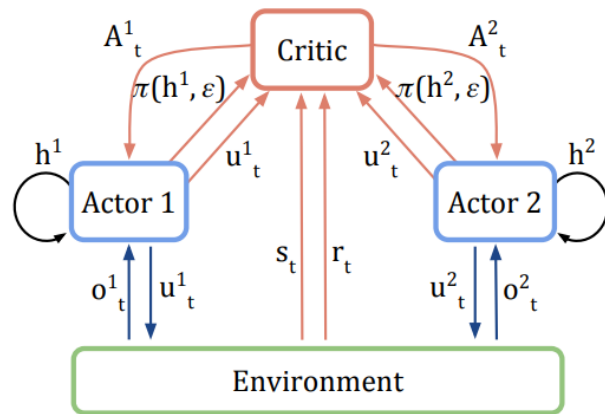 A¹ₜ Critic A²ₜ
π(h¹, ε) π(h², ε)
h¹ u¹ₜ u²ₜ h²
Actor 1 Actor 2
sₜ rₜ
o¹ₜ u¹ₜ u²ₜ o²ₜ
Environment